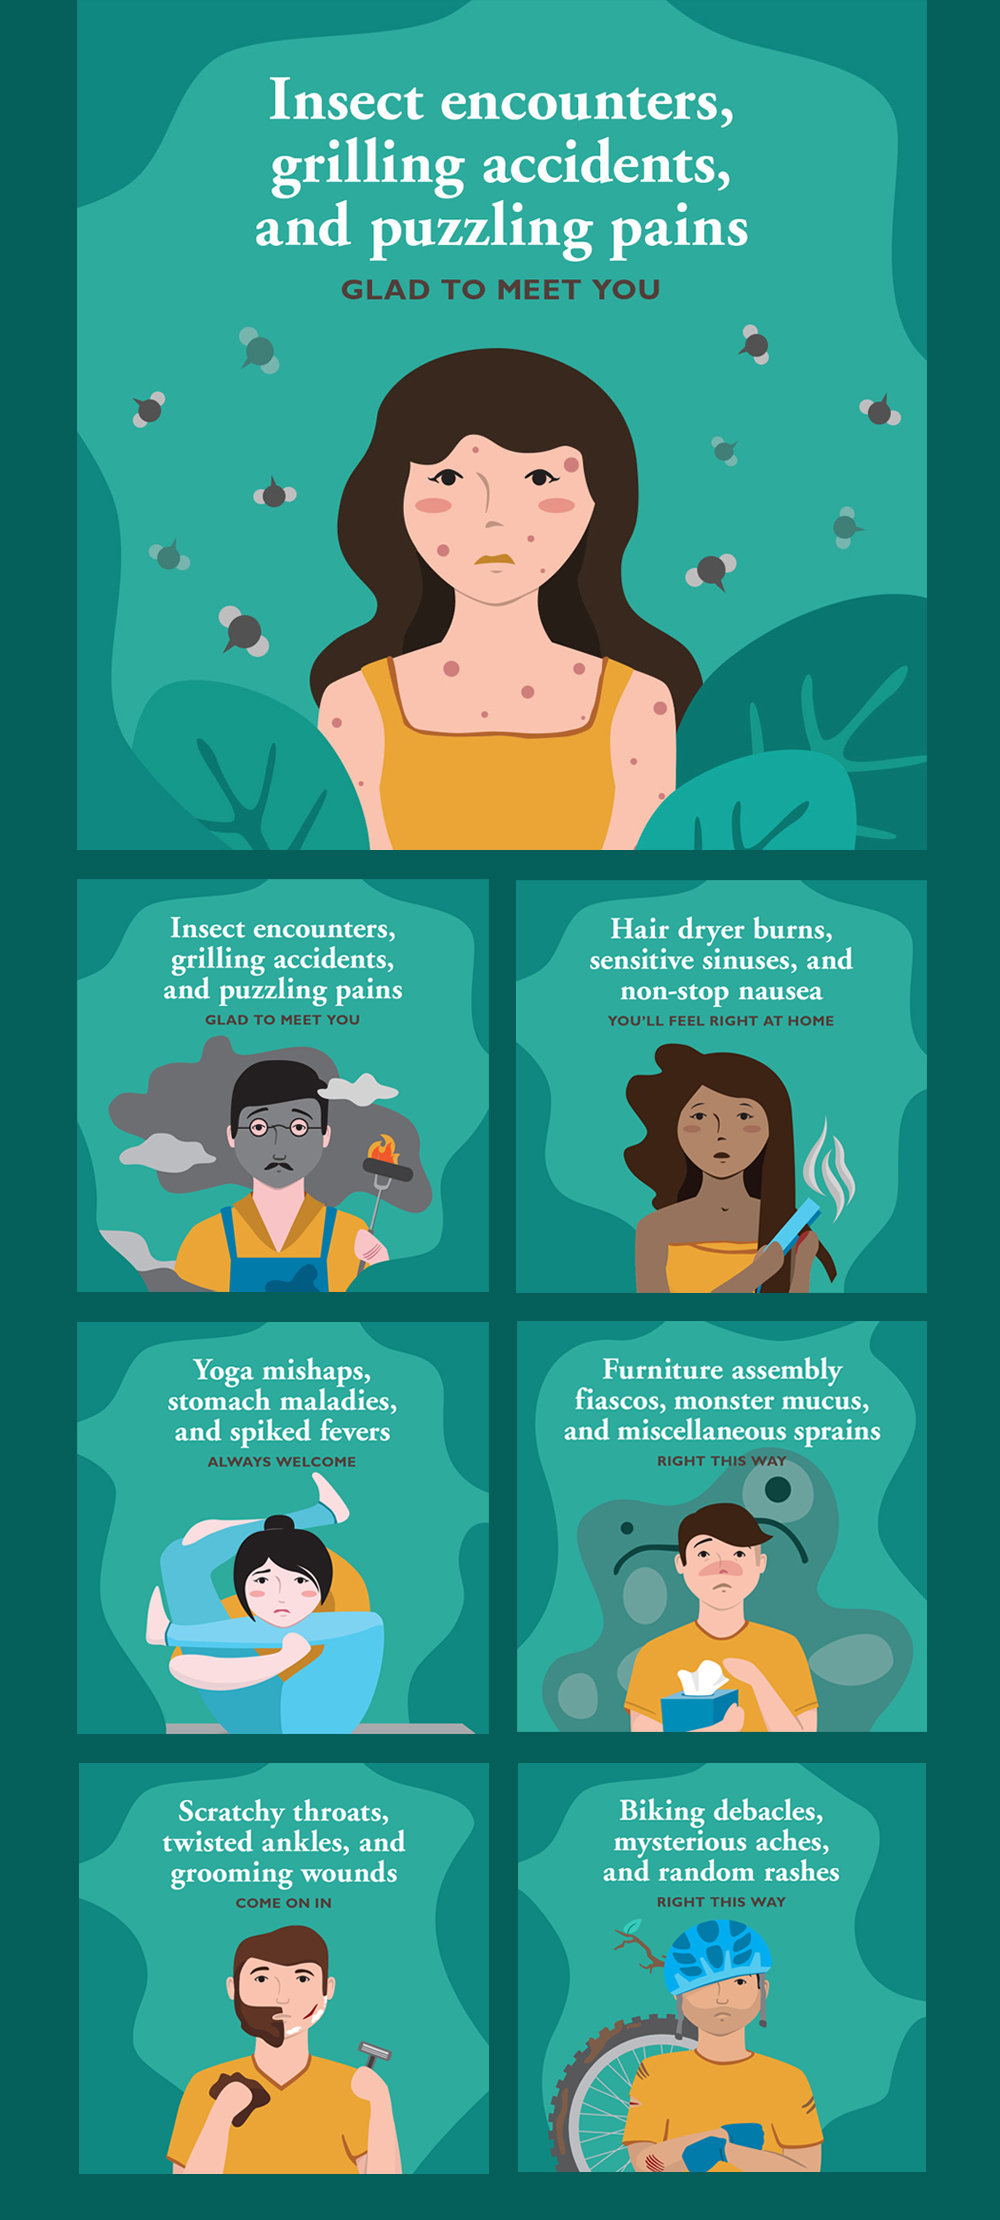 Insect encounters,
grilling accidents,
and puzzling pains
GLAD TO MEET YOU
Insect encounters,
grilling accidents,
and puzzling pains
GLAD TO MEET YOU
Hair dryer burns,
sensitive sinuses, and
non-stop nausea
YOU'LL FEEL RIGHT AT HOME
Yoga mishaps,
stomach maladies,
and spiked fevers
ALWAYS WELCOME
Furniture assembly
fiascos, monster mucus,
and miscellaneous sprains
RIGHT THIS WAY
Scratchy throats,
twisted ankles, and
grooming wounds
COME ON IN
Biking debacles,
mysterious aches,
and random rashes
RIGHT THIS WAY